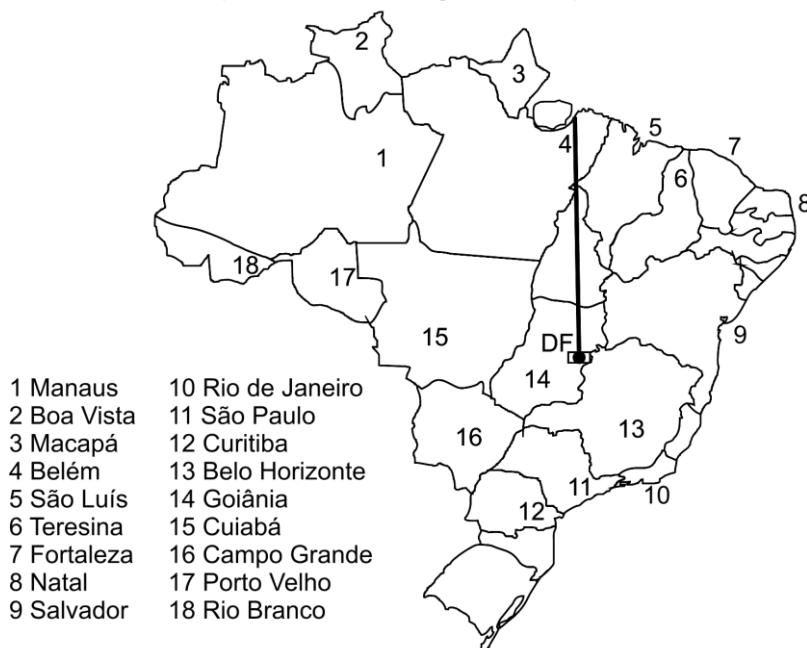 2
3
4
5
7
1
6
8
18
17
DF
9
15
14
16
13
11
10
12
1 Manaus
2 Boa Vista
3 Macapá
4 Belém
5 São Luís
6 Teresina
7 Fortaleza
8 Natal
9 Salvador
10 Rio de Janeiro
11 São Paulo
12 Curitiba
13 Belo Horizonte
14 Goiânia
15 Cuiabá
16 Campo Grande
17 Porto Velho
18 Rio Branco